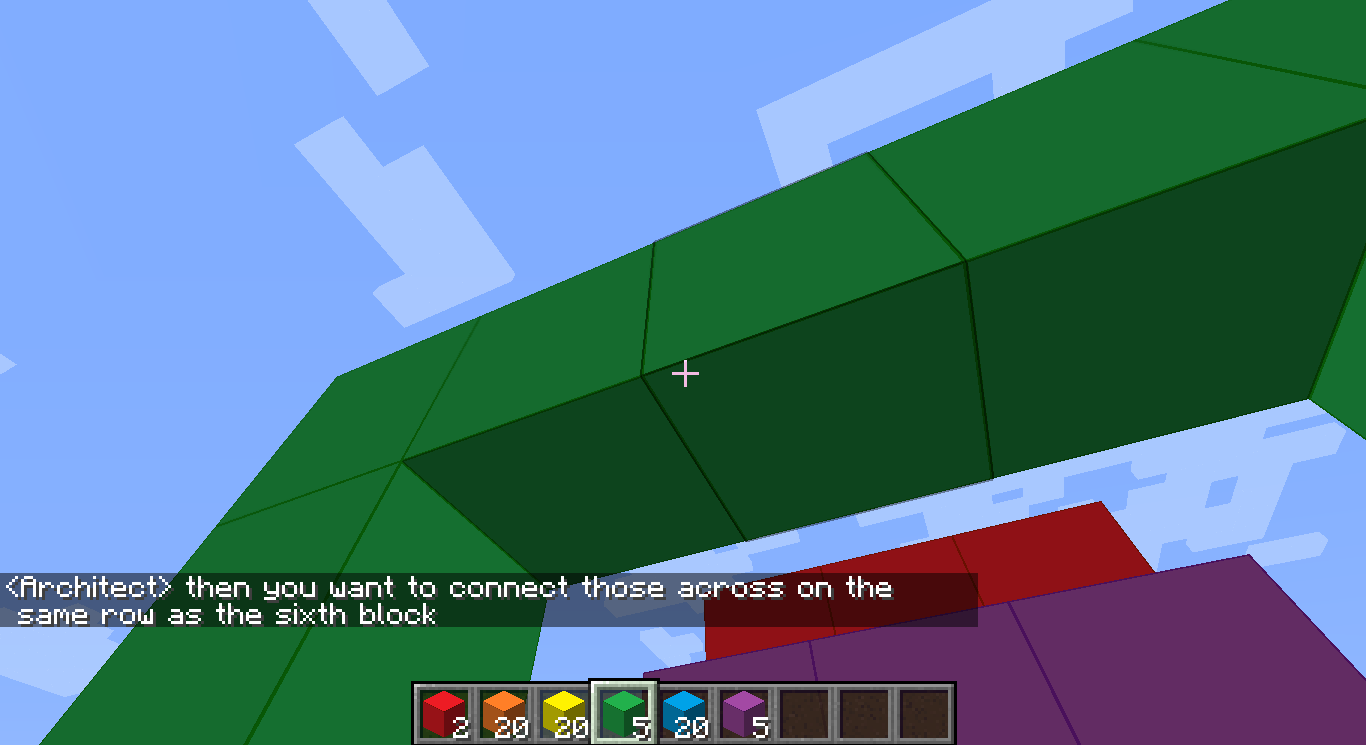 <Architect> then you want to connect those across on the
same row as the sixth block
2 20 20 5 20 5